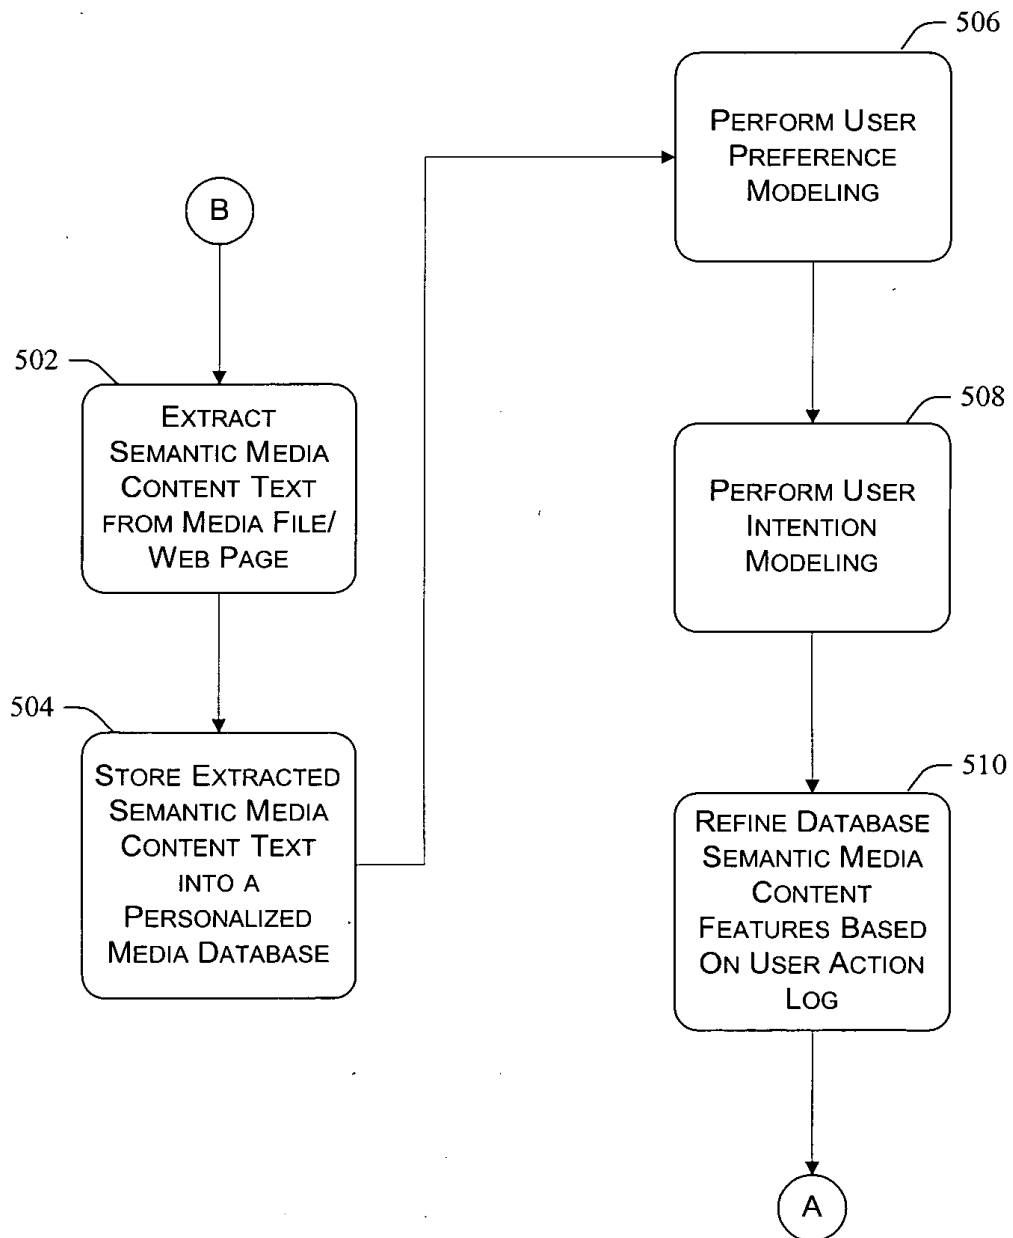 B
502
EXTRACT
SEMANTIC MEDIA
CONTENT TEXT
FROM MEDIA FILE/
WEB PAGE
504
STORE EXTRACTED
SEMANTIC MEDIA
CONTENT TEXT
INTO A
PERSONALIZED
MEDIA DATABASE
506
PERFORM USER
PREFERENCE
MODELING
508
PERFORM USER
INTENTION
MODELING
510
REFINE DATABASE
SEMANTIC MEDIA
CONTENT
FEATURES BASED
ON USER ACTION
LOG
A